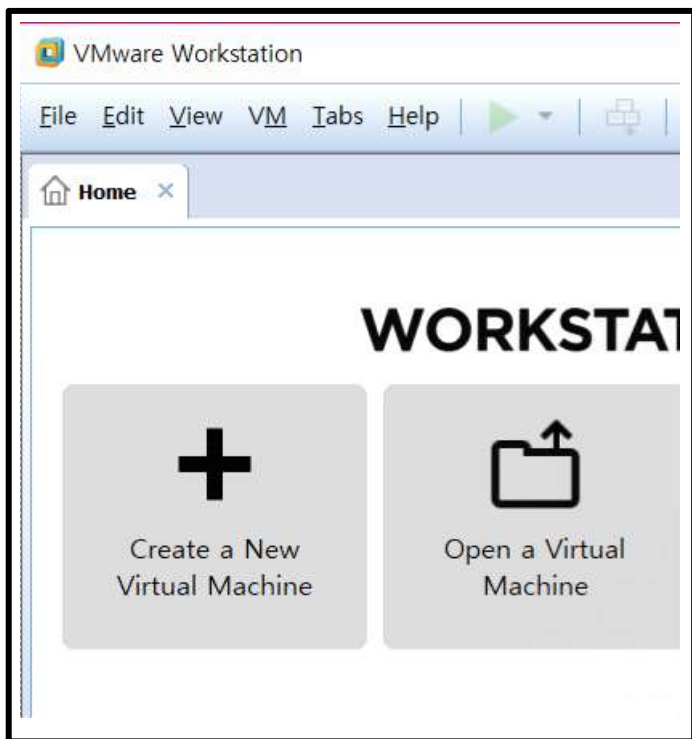 VMware Workstation
File Edit View VM Tabs Help
Home
WORKSTAT
Create a New
Virtual Machine
Open a Virtual
Machine